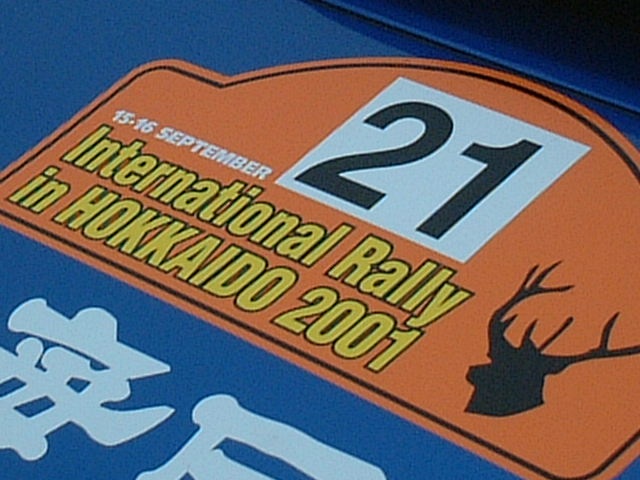 15-16 SEPTEMBER
21
International Rally
in HOKKAIDO 2001